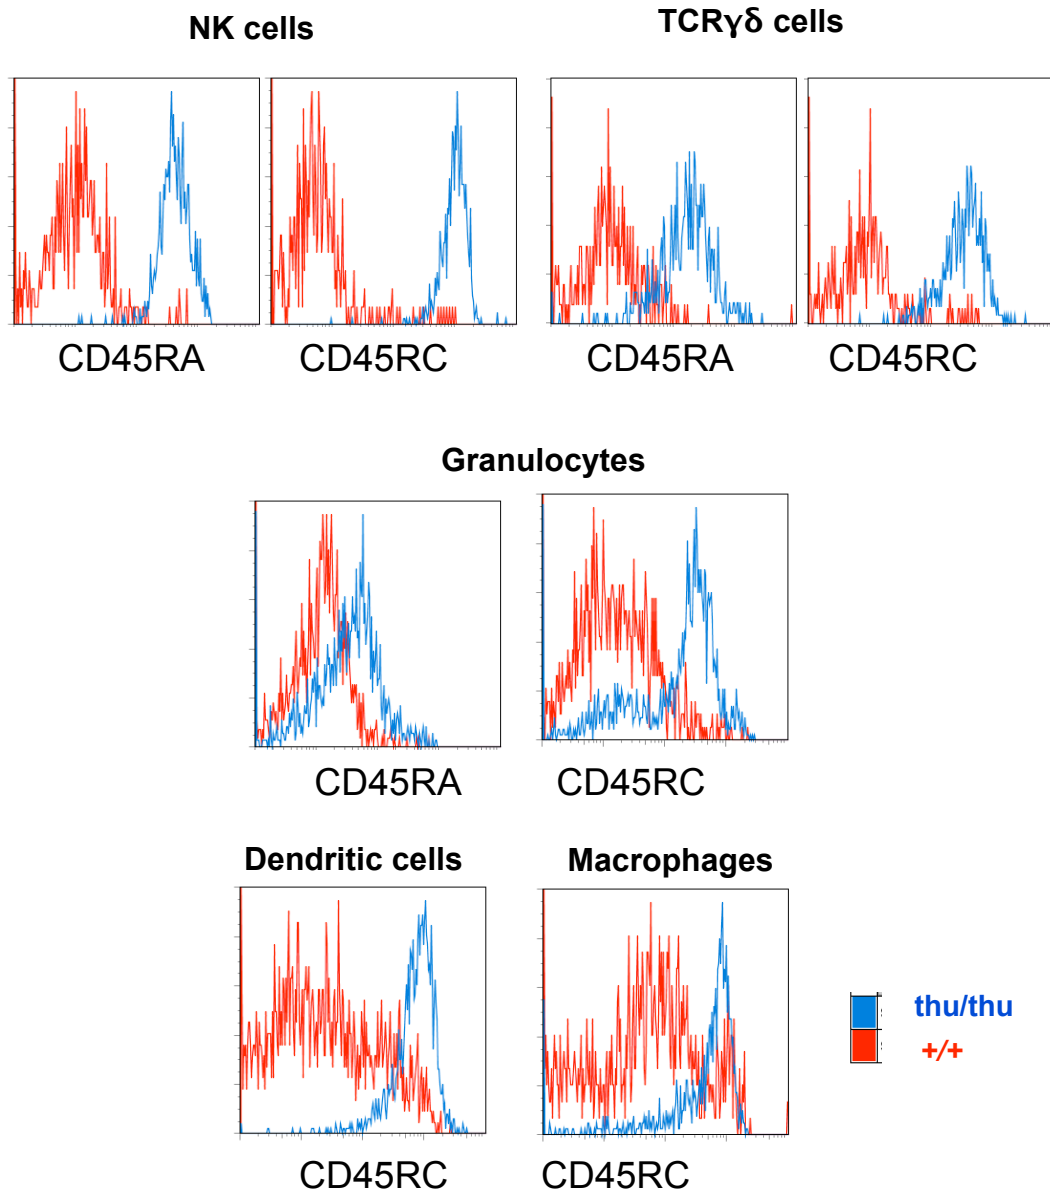 NK cells
TCRγδ cells
CD45RA
CD45RC
CD45RA
CD45RC
Granulocytes
CD45RA
CD45RC
Dendritic cells
Macrophages
CD45RC
CD45RC
thu/thu
+/+